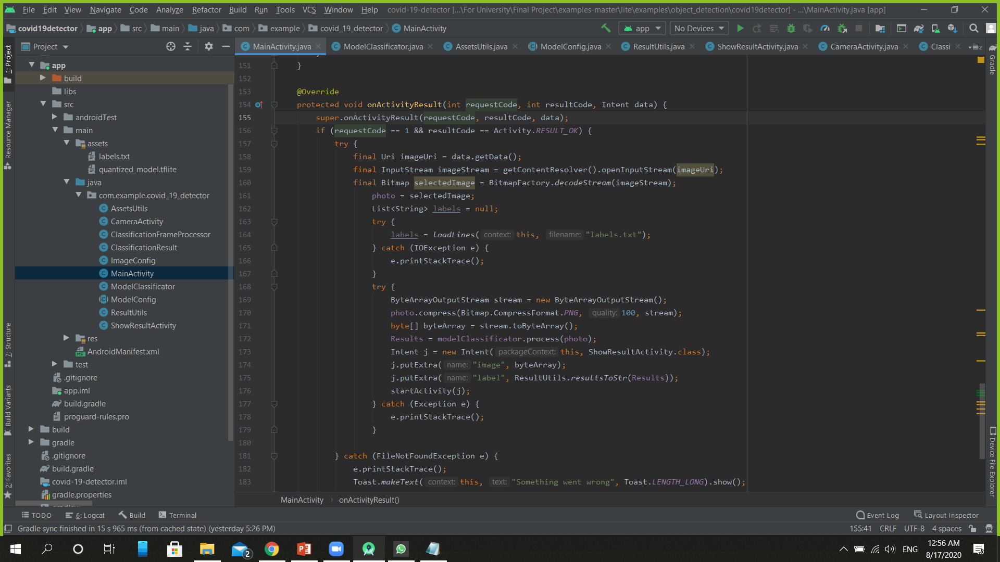 File Edit View Navigate Code Analyze Refactor Build Run Tools VCS Window Help covid-19-detector [...\For University\Final Project\examples-master\lite\examples\object_detection\covid19detector] - ...\MainActivity.java [app]
covid19detector app src main java com example covid_19_detector MainActivity app No Devices
Project MainActivity.java ModelClassificator.java AssetsUtils.java ModelConfig.java ResultUtils.java ShowResultActivity.java CameraActivity.java Classi 2
1: Project
Resource Manager
7: Structure
Build Variants
2: Favorites
app
build
libs
src
androidTest
main
assets
labels.txt
quantized_model.tflite
java
com.example.covid_19_detector
AssetsUtils
CameraActivity
ClassificationFrameProcessor
ClassificationResult
ImageConfig
MainActivity
ModelClassificator
ModelConfig
ResultUtils
ShowResultActivity
res
MF AndroidManifest.xml
test
.gitignore
app.iml
build.gradle
proguard-rules.pro
build
gradle
.gitignore
build.gradle
covid-19-detector.iml
gradle.properties
151 }
152
153 @Override
154 protected void onActivityResult(int requestCode, int resultCode, Intent data) {
155 super.onActivityResult(requestCode, resultCode, data);
156 if (requestCode == 1 && resultCode == Activity.RESULT_OK) {
157 try {
158 final Uri imageUri = data.getData();
159 final InputStream imageStream = getContentResolver().openInputStream(imageUri);
160 final Bitmap selectedImage = BitmapFactory.decodeStream(imageStream);
161 photo = selectedImage;
162 List<String> labels = null;
163 try {
164 labels = loadLines( context: this, filename: "labels.txt");
165 } catch (IOException e) {
166 e.printStackTrace();
167 }
168 try {
169 ByteArrayOutputStream stream = new ByteArrayOutputStream();
170 photo.compress(Bitmap.CompressFormat.PNG, quality: 100, stream);
171 byte[] byteArray = stream.toByteArray();
172 Results = modelClassificator.process(photo);
173 Intent j = new Intent( packageContext: this, ShowResultActivity.class);
174 j.putExtra( name: "image", byteArray);
175 j.putExtra( name: "label", ResultUtils.resultsToStr(Results));
176 startActivity(j);
177 } catch (Exception e) {
178 e.printStackTrace();
179 }
180
181 } catch (FileNotFoundException e) {
182 e.printStackTrace();
183 Toast.makeText( context: this, text: "Something went wrong", Toast.LENGTH_LONG).show();
Gradle
Device File Explorer
MainActivity onActivityResult()
TODO 6: Logcat Build Terminal Event Log Layout Inspector
Gradle sync finished in 15 s 965 ms (from cached state) (yesterday 5:26 PM) 155:41 CRLF UTF-8 4 spaces
2 ENG 12:56 AM
8/17/2020